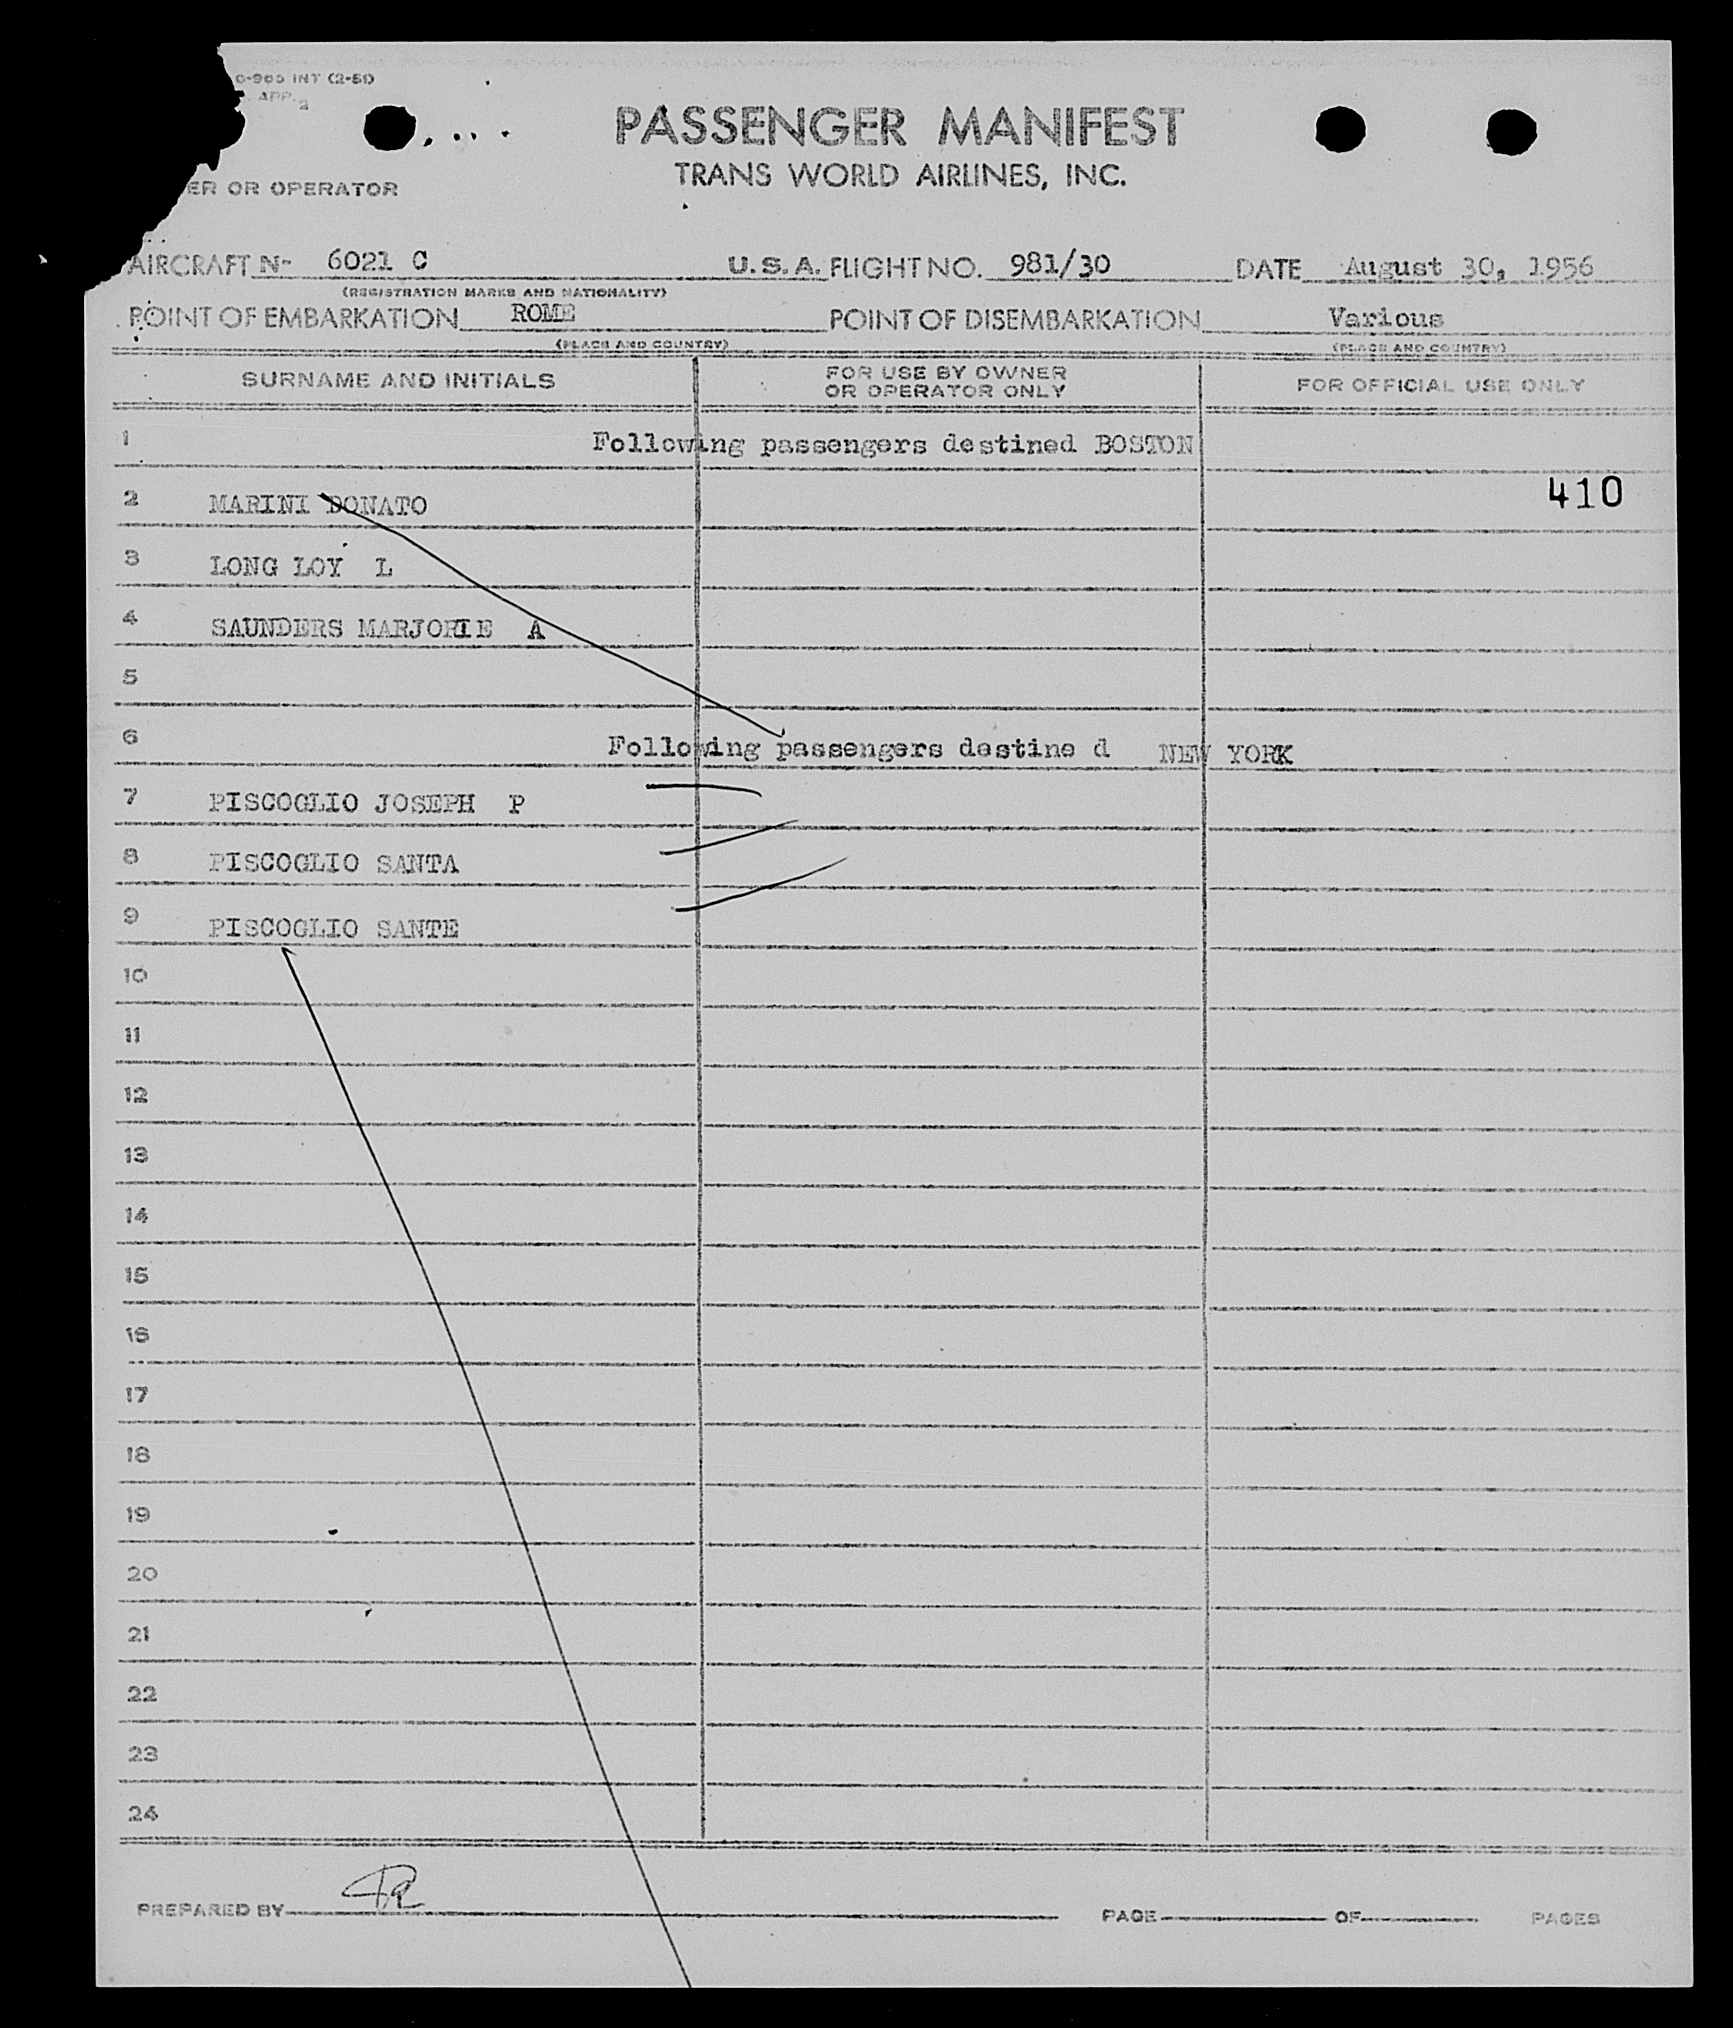 0-965 INT (2-51)
APP.
PASSENGER MANIFEST
TRANS WORLD AIRLINES, INC.
ER OR OPERATOR
AIRCRAFT N- 6021 C U.S.A. FLIGHT NO. 981/30 DATE August 30, 1956
(REGISTRATION MARKS AND NATIONALITY)
POINT OF EMBARKATION ROME POINT OF DISEMBARKATION Various
(PLACE AND COUNTRY) (PLACE AND COUNTRY)
SURNAME AND INITIALS FOR USE BY OWNER OR OPERATOR ONLY FOR OFFICIAL USE ONLY
1 Following passengers destined BOSTON
2 MARINI DONATO 410
3 LONG LOY L
4 SAUNDERS MARJORIE A
5
6 Following passengers destine d NEW YORK
7 PISCOGLIO JOSEPH P
8 PISCOGLIO SANTA
9 PISCOGLIO SANTE
10
11
12
13
14
15
16
17
18
19
20
21
22
23
24
PREPARED BY PAGE OF PAGES